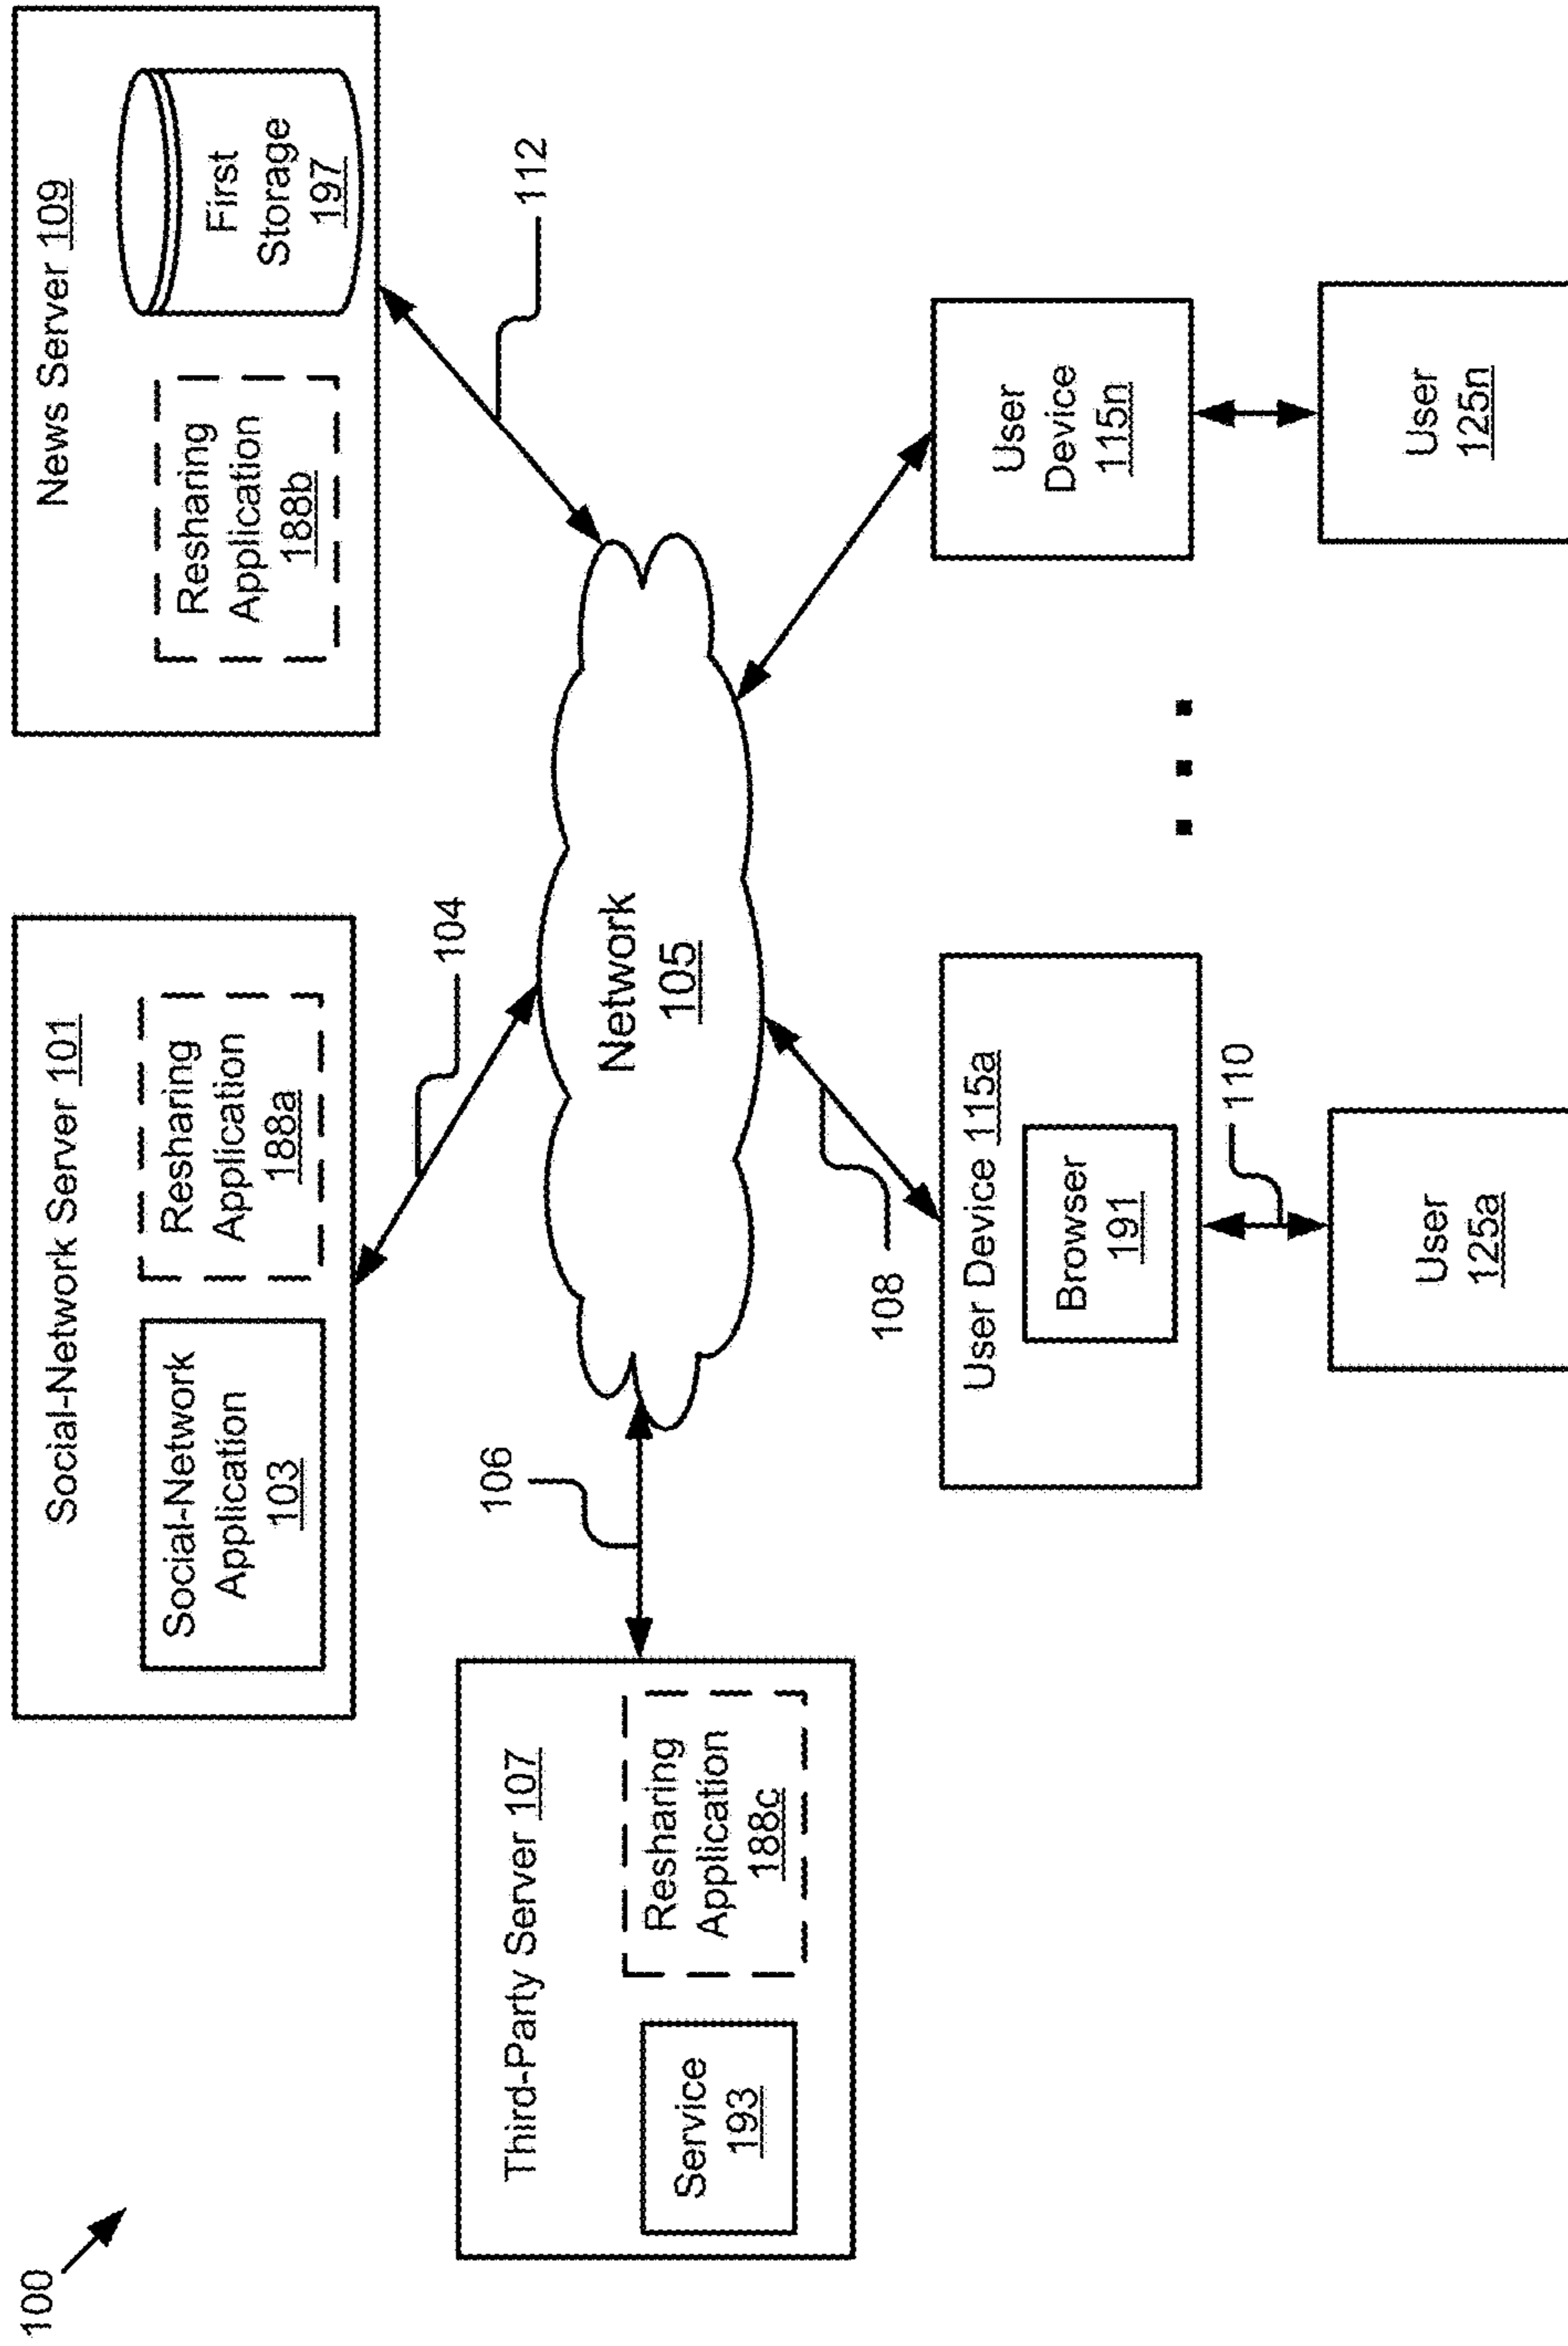 100
Social-Network Server 101
Social-Network
Application
103
Resharing
Application
188a
News Server 109
Resharing
Application
188b
First
Storage
197
104
112
Third-Party Server 107
Service
193
Resharing
Application
188c
106
Network
105
108
User Device 115a
Browser
191
110
User
125a
User
Device
115n
User
125n